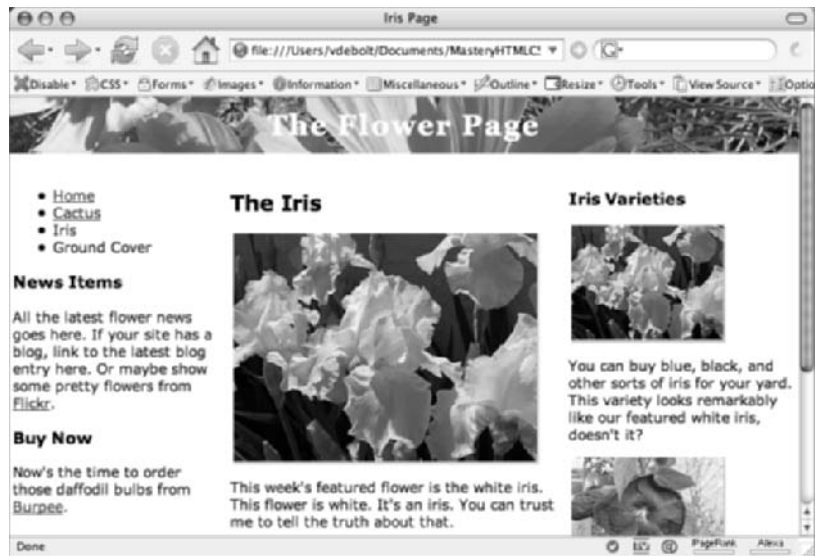 Iris Page
file:///Users/vdebolt/Documents/MasteryHTMLC
G
Disable CSS Forms Images Information Miscellaneous Outline Resize Tools View Source Optio
The Flower Page
Home
Cactus
Iris
Ground Cover
News Items
All the latest flower news
goes here. If your site has a
blog, link to the latest blog
entry here. Or maybe show
some pretty flowers from
Flickr.
Buy Now
Now's the time to order
those daffodil bulbs from
Burpee.
The Iris
This week's featured flower is the white iris.
This flower is white. It's an iris. You can trust
me to tell the truth about that.
Iris Varieties
You can buy blue, black, and
other sorts of iris for your yard.
This variety looks remarkably
like our featured white iris,
doesn't it?
Done PageRank Alexa